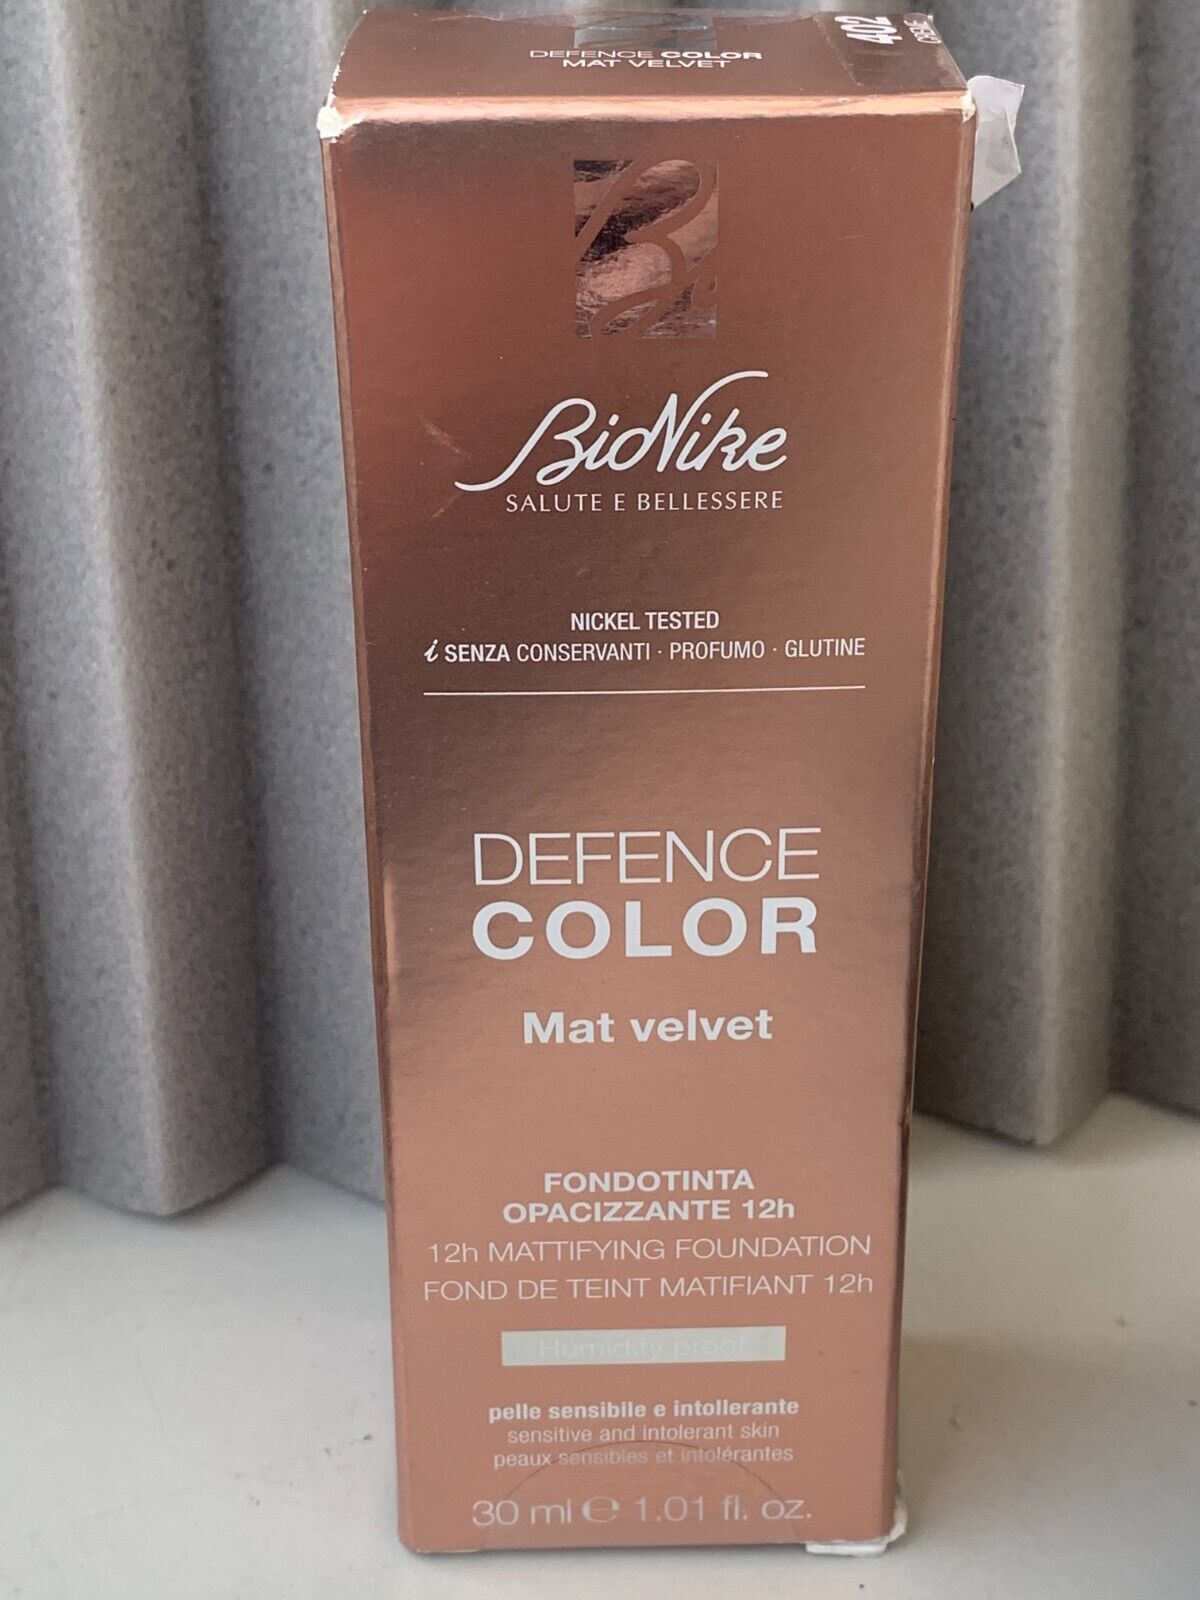 DEFENCE COLOR
MAT VELVET
402
CREME
BioNike
SALUTE E BELLESSERE
NICKEL TESTED
i SENZA CONSERVANTI · PROFUMO · GLUTINE
DEFENCE
COLOR
Mat velvet
FONDOTINTA
OPACIZZANTE 12h
12h MATTIFYING FOUNDATION
FOND DE TEINT MATIFIANT 12h
Humidity proof
pelle sensibile e intollerante
sensitive and intolerant skin
peaux sensibles et intolérantes
30 ml ℮ 1.01 fl. oz.